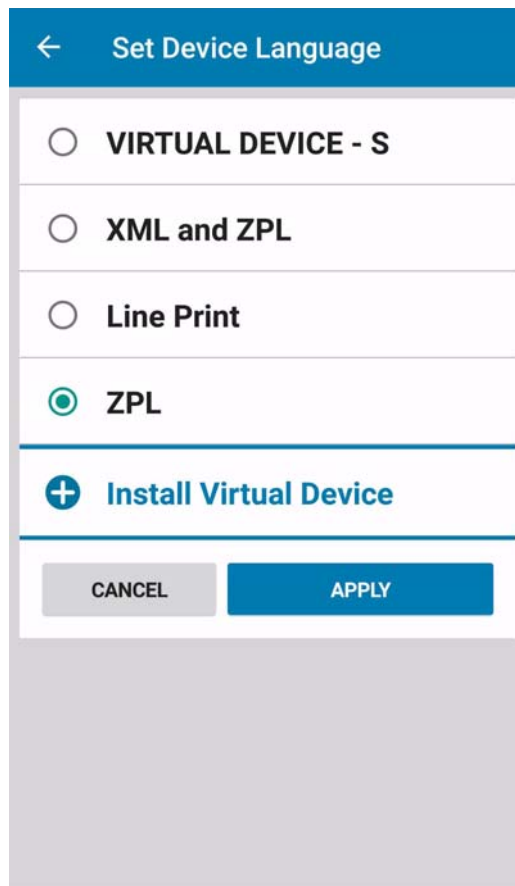 Set Device Language
VIRTUAL DEVICE - S
XML and ZPL
Line Print
ZPL
Install Virtual Device
CANCEL APPLY